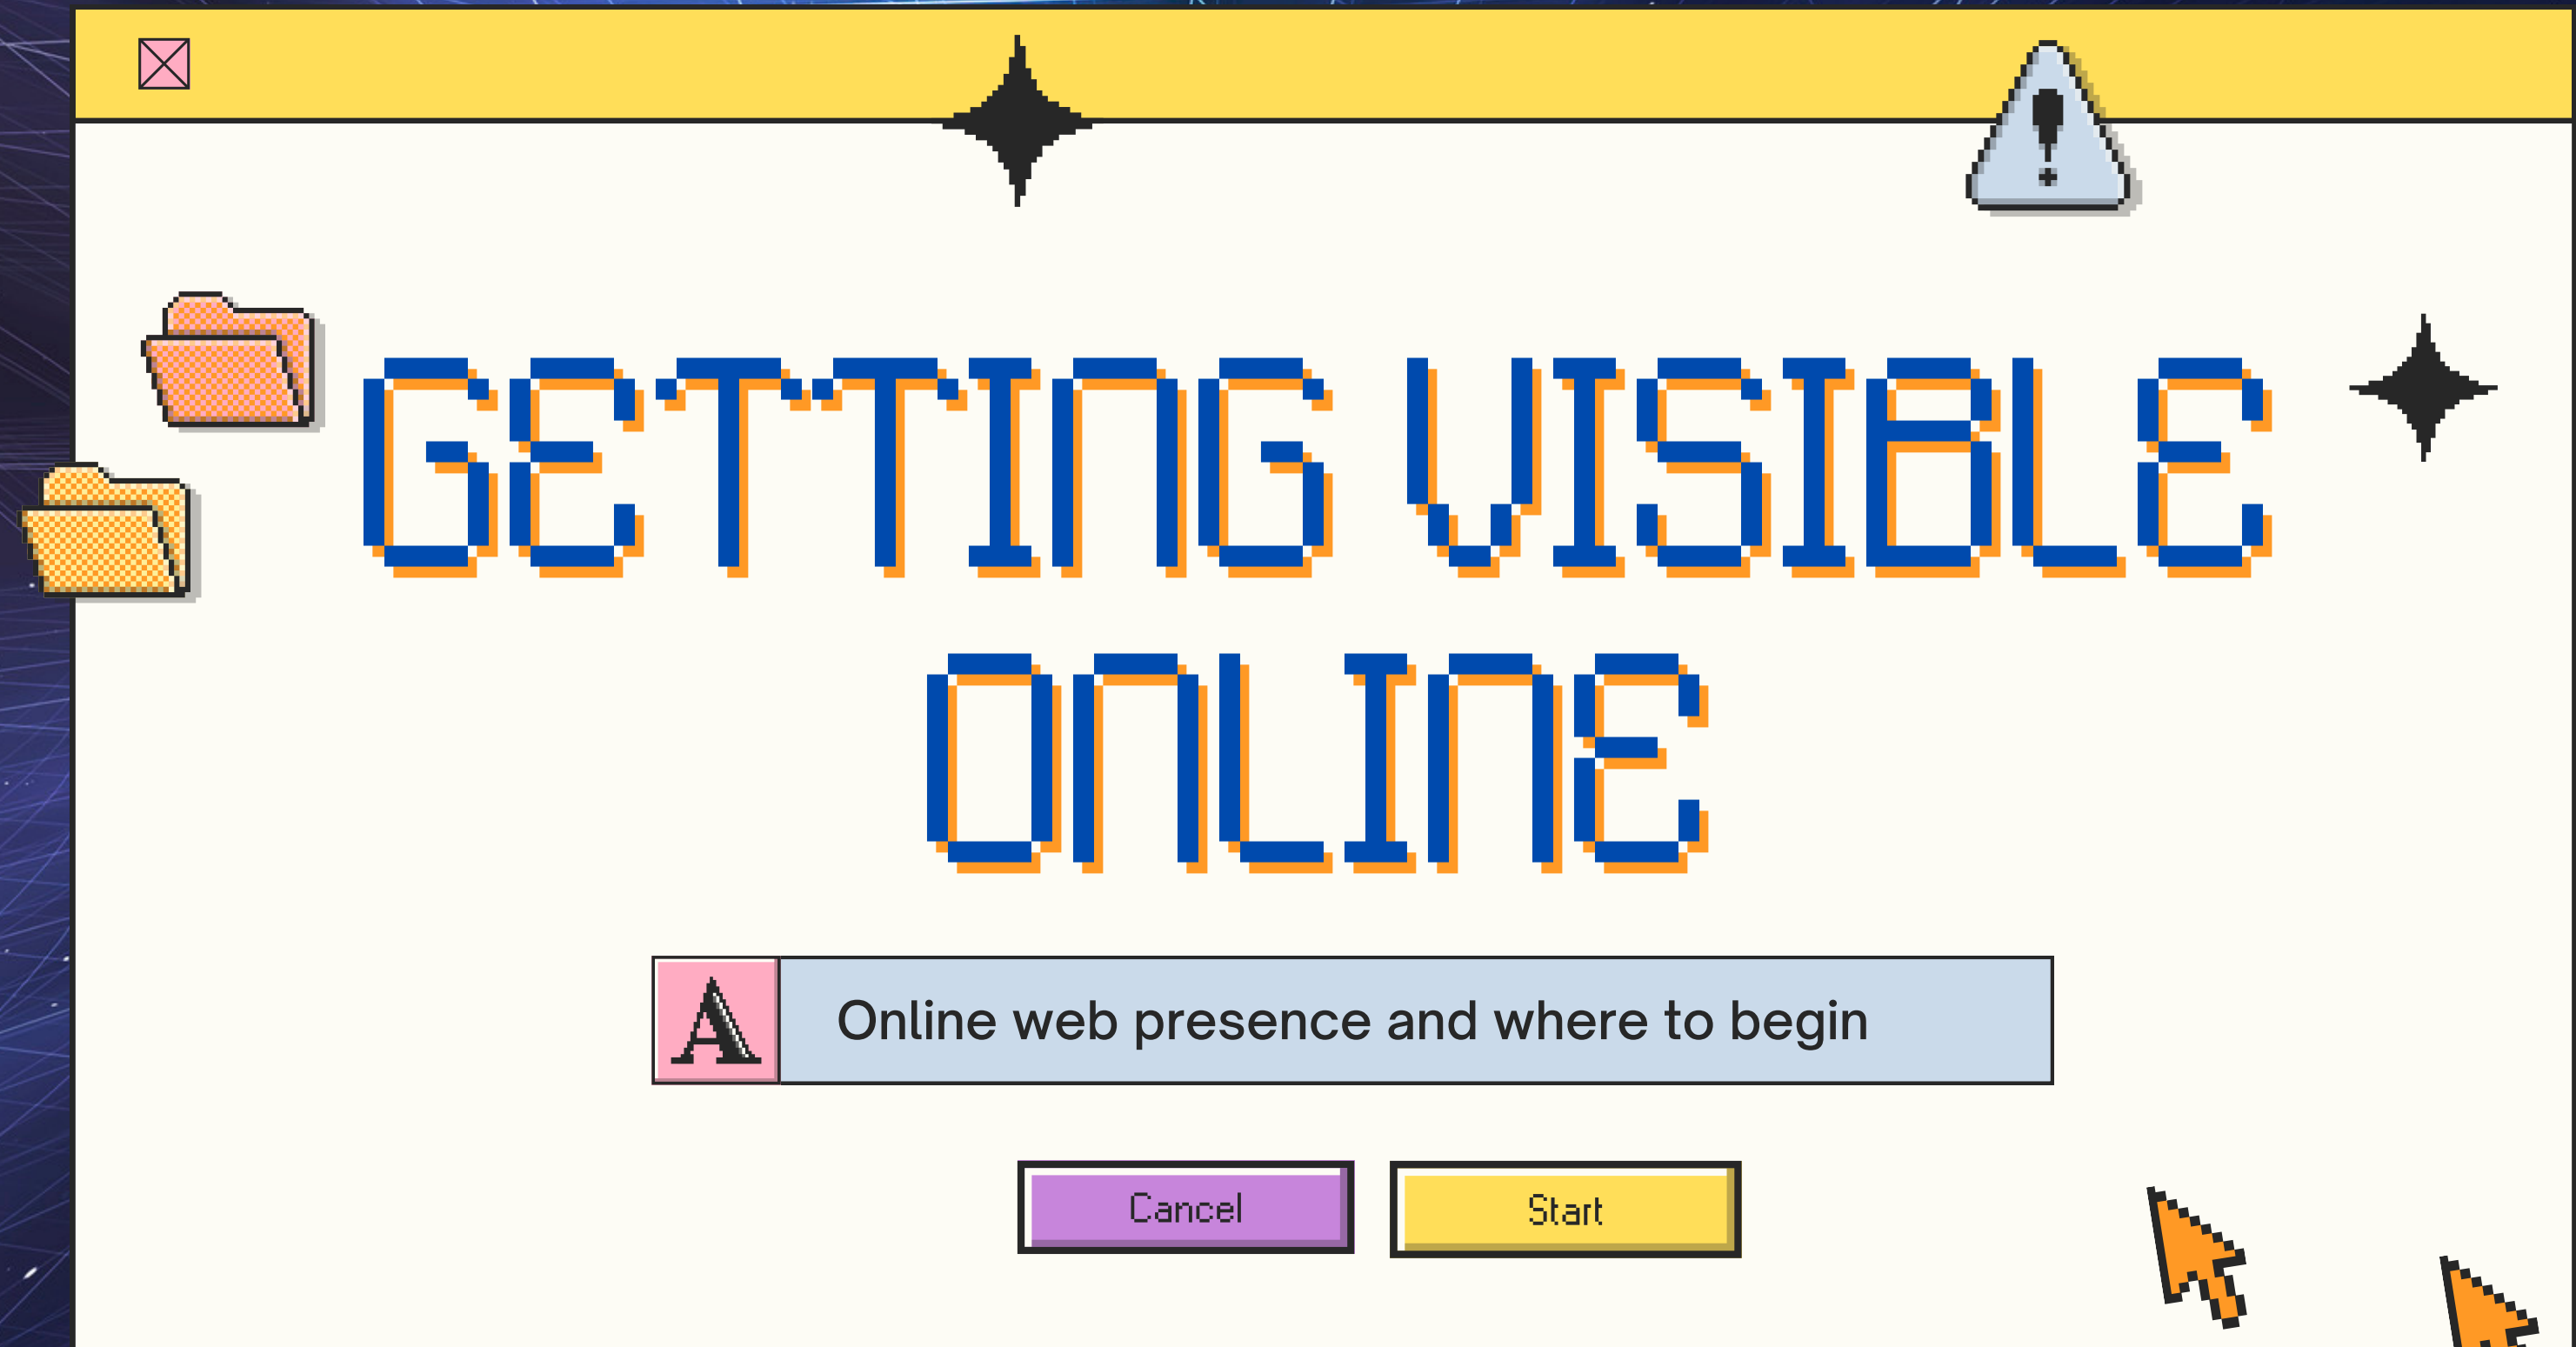 GETTING VISIBLE
ONLINE
A
Online web presence and where to begin
Cancel
Start